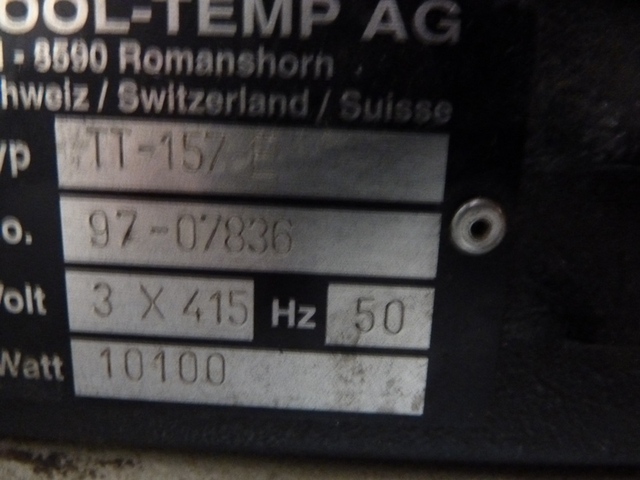 OOL-TEMP AG
- 8590 Romanshorn
hweiz / Switzerland / Suisse
yp TT-157 E
o. 97-07836
Volt 3 X 415 Hz 50
Watt 10100